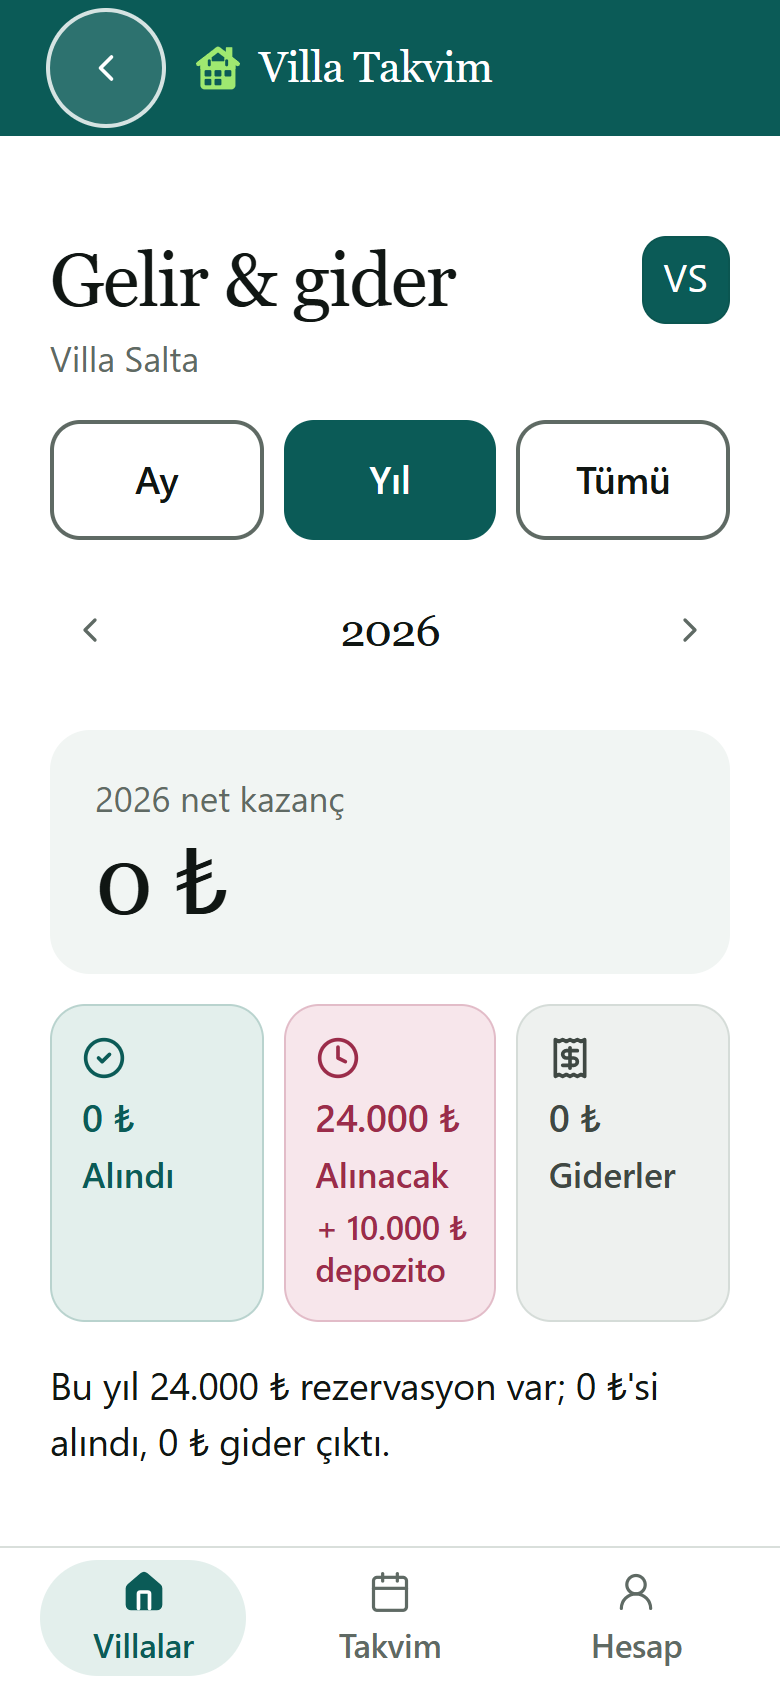 Villa Takvim
Gelir & gider
VS
Villa Salta
Ay
Yıl
Tümü
2026
2026 net kazanç
0 ₺
0 ₺
Alındı
24.000 ₺
Alınacak
+ 10.000 ₺
depozito
0 ₺
Giderler
Bu yıl 24.000 ₺ rezervasyon var; 0 ₺'si
alındı, 0 ₺ gider çıktı.
Villalar
Takvim
Hesap